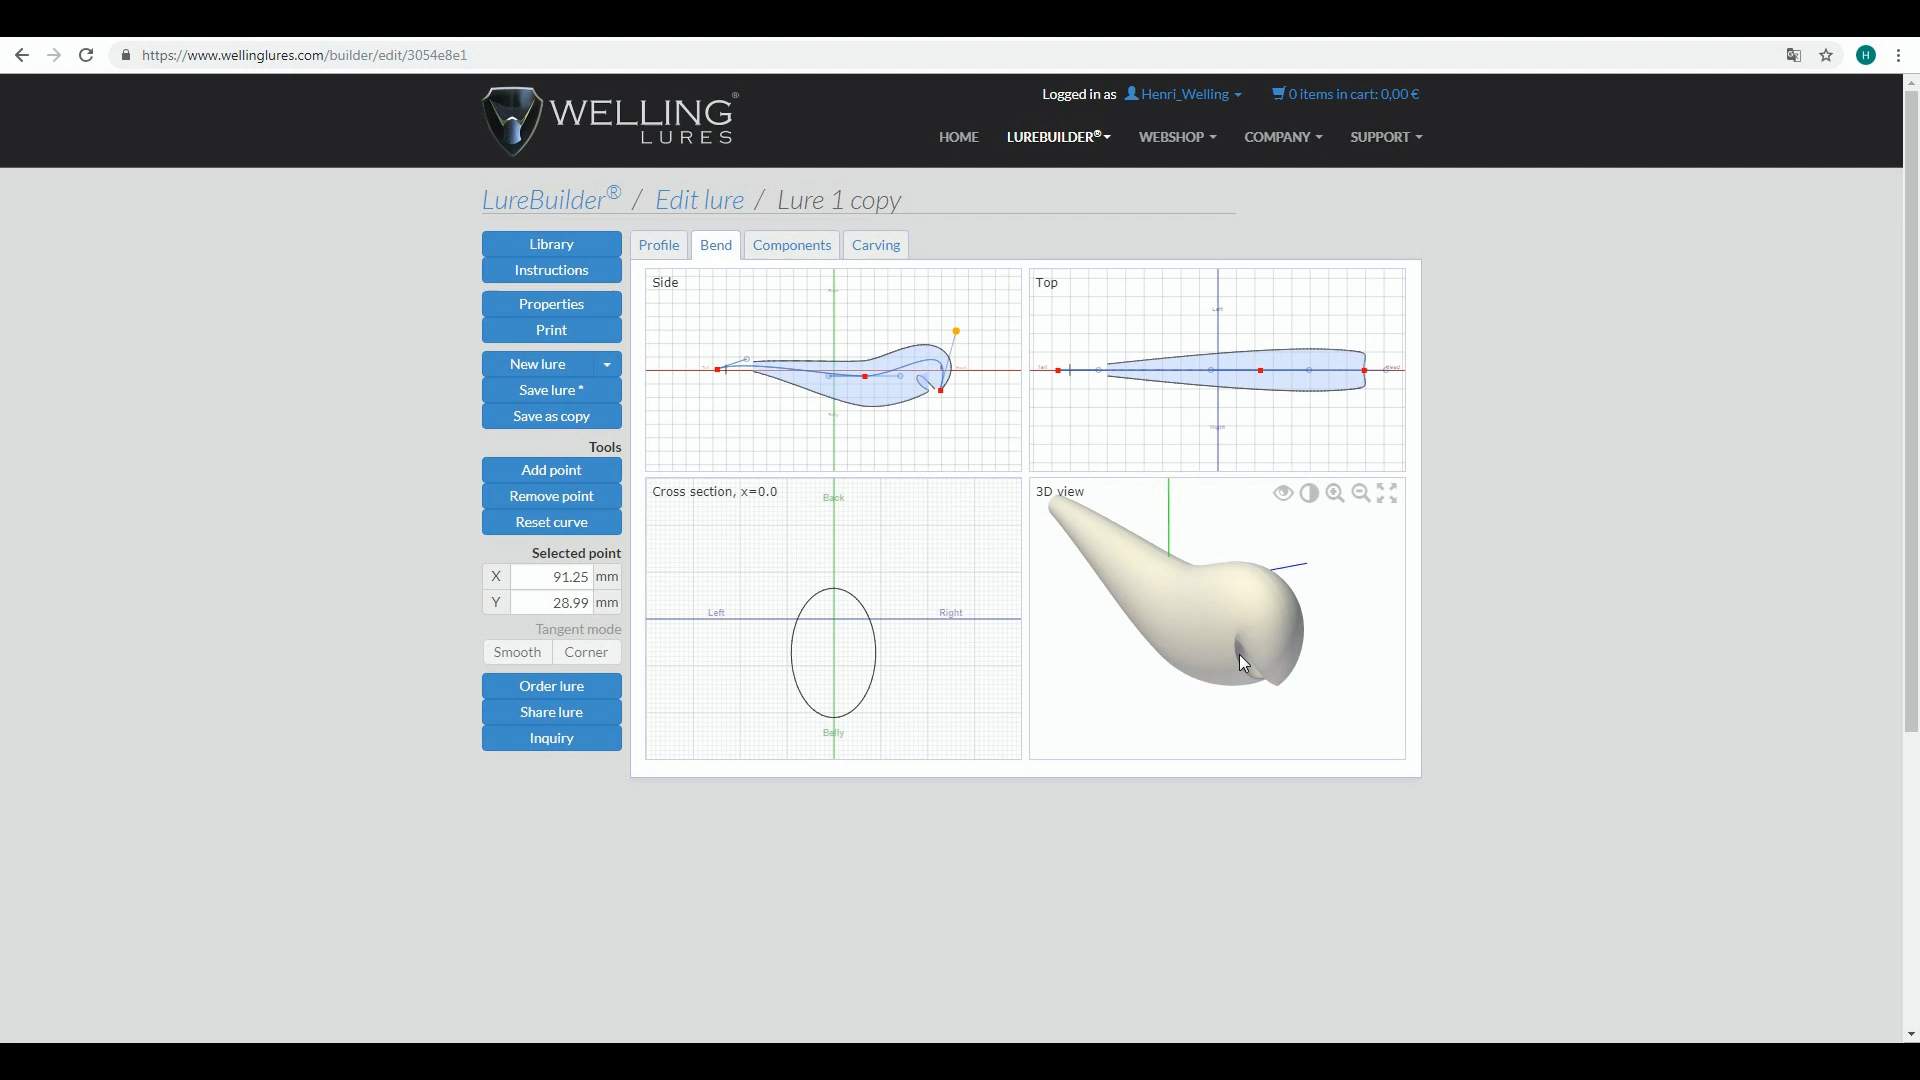 https://www.wellinglures.com/builder/edit/3054e8e1
H
WELLING®
LURES
Logged in as Henri_Welling
0 items in cart: 0,00 €
HOME LUREBUILDER® WEBSHOP COMPANY SUPPORT
LureBuilder® / Edit lure / Lure 1 copy
Library
Instructions
Properties
Print
New lure
Save lure *
Save as copy
Tools
Add point
Remove point
Reset curve
Selected point
X 91.25 mm
Y 28.99 mm
Tangent mode
Smooth Corner
Order lure
Share lure
Inquiry
Profile Bend Components Carving
Side
Top
Left
Cross section, x=0.0
Back
Left
Right
Belly
3D view